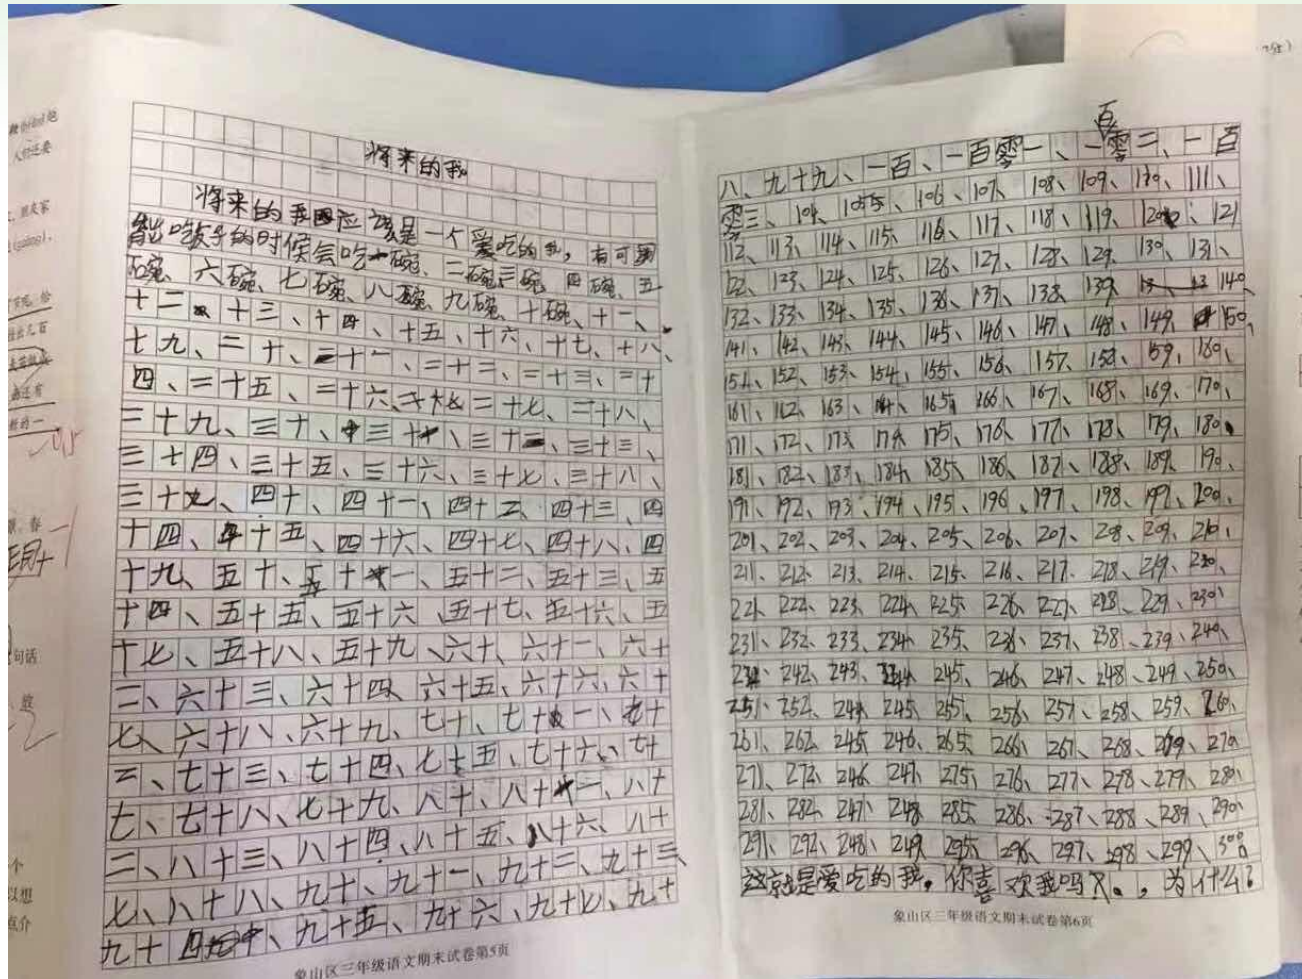 将来的我
将来的我应该是一个爱吃的我，有可
能吃饭的时候会吃一碗、二碗、三碗、四碗、五
碗、六碗、七碗、八碗、九碗、十碗、十一、
十二、十三、十四、十五、十六、十七、十八、
十九、二十、二十一、二十二、二十三、二十
四、二十五、二十六、二十七、二十八、
二十九、三十、三十、三十二、三十三、
三十四、三十五、三十六、三十七、三十八、
三十九、四十、四十一、四十二、四十三、四
十四、四十五、四十六、四十七、四十八、四
十九、五十、五十一、五十二、五十三、五
十四、五十五、五十六、五十七、五十六、五
十七、五十八、五十九、六十、六十一、六十
二、六十三、六十四、六十五、六十六、六十
七、六十八、六十九、七十、七十一、七十
二、七十三、七十四、七十五、七十六、七十
七、七十八、七十九、八十、八十一、八十
二、八十三、八十四、八十五、八十六、八十
七、八十八、九十、九十一、九十二、九十三、
九十四、九十五、九十六、九十七、九十
象山区三年级语文期末试卷第5页
八、九十九、一百、一百零一、一百零二、一百
零三、104、105、106、107、108、109、110、111、
112、113、114、115、116、117、118、119、120、121
122、123、124、125、126、127、128、129、130、131、
132、133、134、135、136、137、138、139、140、
141、142、143、144、145、146、147、148、149、150、
151、152、153、154、155、156、157、158、159、160、
161、162、163、164、165、166、167、168、169、170、
171、172、173、174、175、176、177、178、179、180、
181、182、183、184、185、186、187、188、189、190、
191、192、193、194、195、196、197、198、199、200、
201、202、203、204、205、206、207、208、209、210、
211、212、213、214、215、216、217、218、219、220、
221、222、223、224、225、226、227、228、229、230、
231、232、233、234、235、236、237、238、239、240、
242、243、244、245、246、247、248、249、250、
251、252、244、245、255、256、257、258、259、260、
261、262、245、246、265、266、267、268、269、270
271、272、246、247、275、276、277、278、279、280、
281、282、247、248、285、286、287、288、289、290、
291、292、248、249、295、296、297、298、299、300
这就是爱吃的我。你喜欢我吗？，为什么？
象山区三年级语文期末试卷第6页